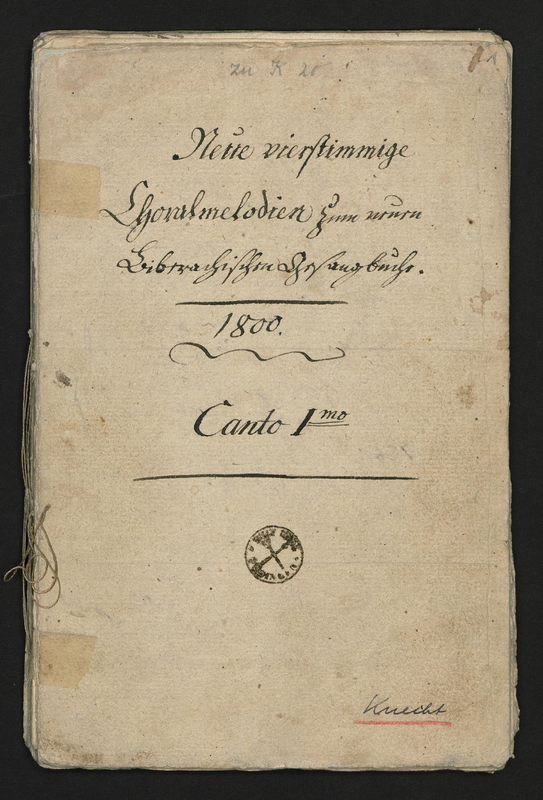 zu K 20
Neue vierstimmige
Choralmelodien zum neuen
Biberachischen Gesangbuche.
1800.
Canto 1mo
Knecht